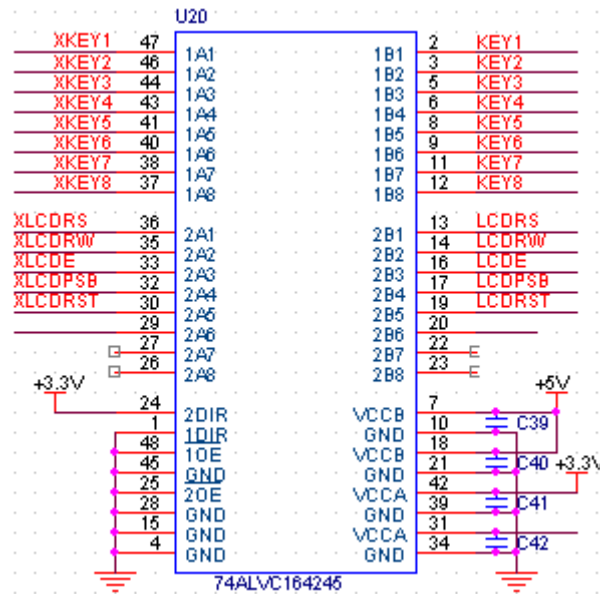 U20
XKEY1 47 1A1 1B1 2 KEY1
XKEY2 46 1A2 1B2 3 KEY2
XKEY3 44 1A3 1B3 5 KEY3
XKEY4 43 1A4 1B4 6 KEY4
XKEY5 41 1A5 1B5 8 KEY5
XKEY6 40 1A6 1B6 9 KEY6
XKEY7 38 1A7 1B7 11 KEY7
XKEY8 37 1A8 1B8 12 KEY8
XLCDRS 36 2A1 2B1 13 LCDRS
XLCDRW 35 2A2 2B2 14 LCDRW
XLCDE 33 2A3 2B3 16 LCDE
XLCDPSB 32 2A4 2B4 17 LCDPSB
XLCDRST 30 2A5 2B5 19 LCDRST
29 2A6 2B6 20
27 2A7 2B7 22
26 2A8 2B8 23
+3.3V +5V
24 2DIR VCCB 7
1 1DIR GND 10 C39
48 1OE VCCB 18
45 GND GND 21 C40 +3.3V
25 2OE VCCA 42
28 GND GND 39 C41
15 GND VCCA 31
4 GND GND 34 C42
74ALVC164245